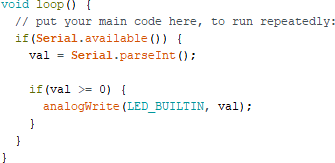 void loop() {
  // put your main code here, to run repeatedly:
  if(Serial.available()) {
    val = Serial.parseInt();

    if(val >= 0) {
      analogWrite(LED_BUILTIN, val);
    }
  }
}